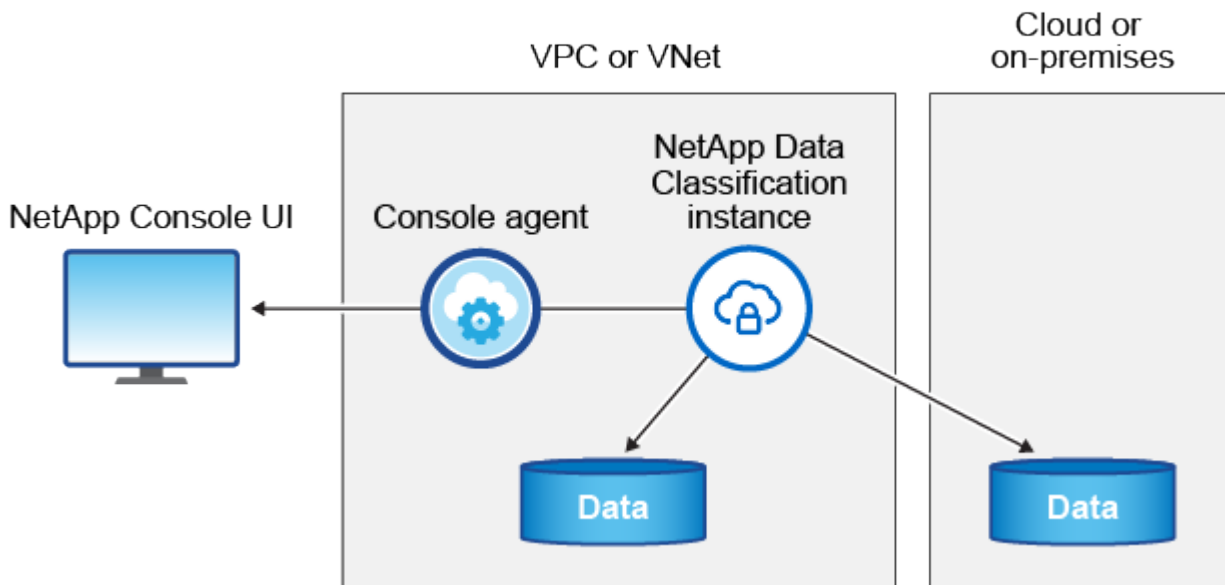 Cloud or
on-premises
VPC or VNet
NetApp Data
Classification
instance
Console agent
NetApp Console UI
Data
Data